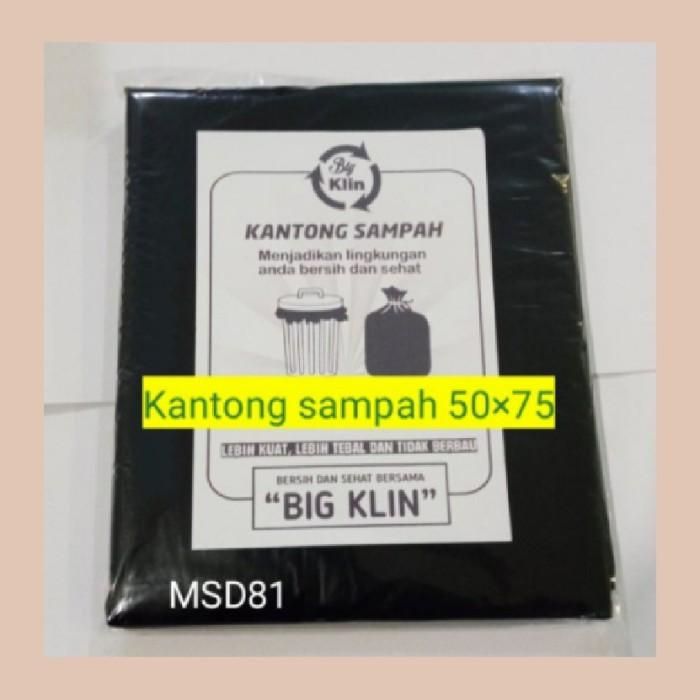 Big
Klin
KANTONG SAMPAH
Menjadikan lingkungan
anda bersih dan sehat
Kantong sampah 50×75
LEBIH KUAT, LEBIH TEBAL DAN TIDAK BERBAU
BERSIH DAN SEHAT BERSAMA
“BIG KLIN”
MSD81